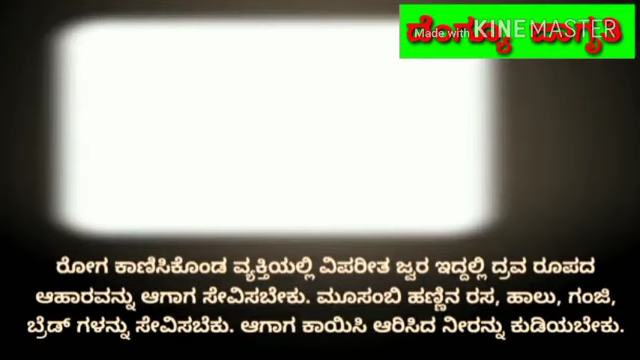 ಡೆಂಗ್ಯೂ ಜಾಗೃತಿ
Made with KINEMASTER
ರೋಗ ಕಾಣಿಸಿಕೊಂಡ ವ್ಯಕ್ತಿಯಲ್ಲಿ ವಿಪರೀತ ಜ್ವರ ಇದ್ದಲ್ಲಿ ದ್ರವ ರೂಪದ
ಆಹಾರವನ್ನು ಆಗಾಗ ಸೇವಿಸಬೇಕು. ಮೂಸಂಬಿ ಹಣ್ಣಿನ ರಸ, ಹಾಲು, ಗಂಜಿ,
ಬ್ರೆಡ್ ಗಳನ್ನು ಸೇವಿಸಬೆಕು. ಆಗಾಗ ಕಾಯಿಸಿ ಆರಿಸಿದ ನೀರನ್ನು ಕುಡಿಯಬೇಕು.